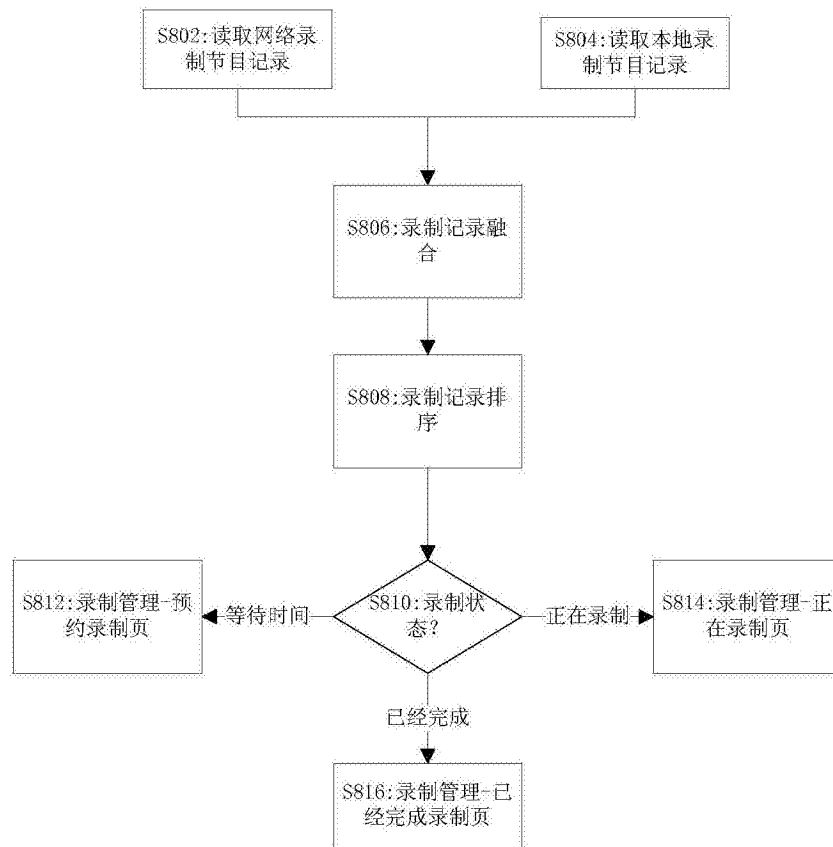 S802:读取网络录
制节目记录
S804:读取本地录
制节目记录
S806:录制记录融
合
S808:录制记录排
序
S810:录制状
态?
等待时间
正在录制
S812:录制管理-预
约录制页
S814:录制管理-正
在录制页
已经完成
S816:录制管理-已
经完成录制页